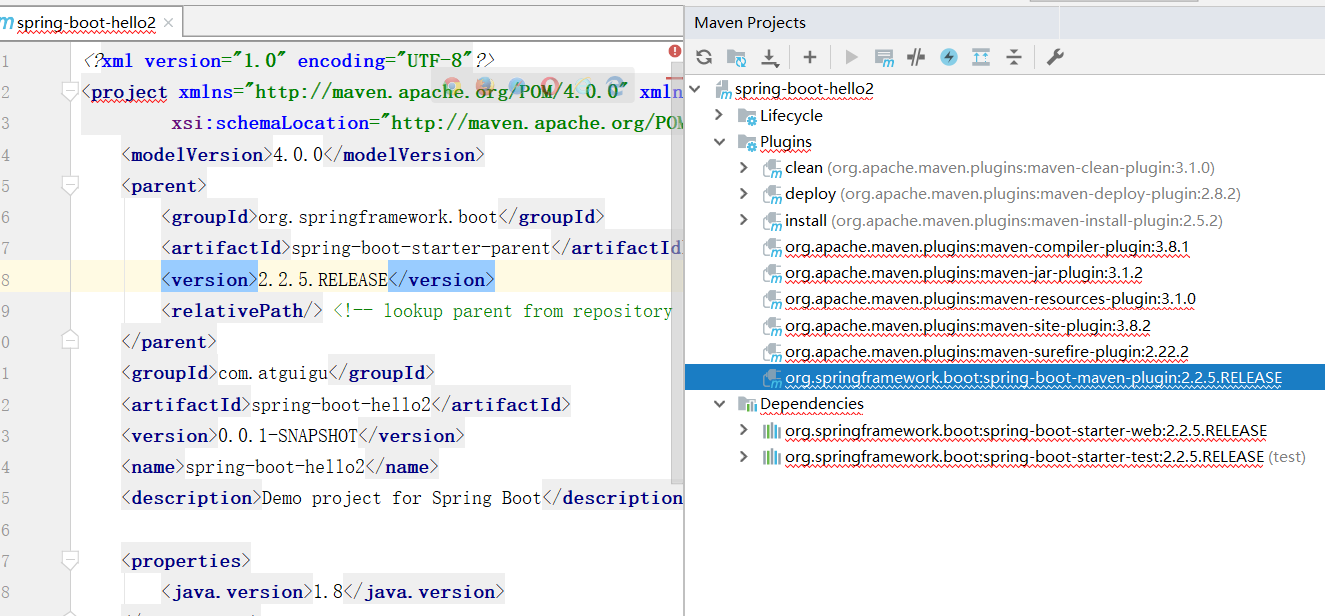 spring-boot-hello2
1 <?xml version="1.0" encoding="UTF-8"?>
2 <project xmlns="http://maven.apache.org/POM/4.0.0" xmln
3 xsi:schemaLocation="http://maven.apache.org/POM
4 <modelVersion>4.0.0</modelVersion>
5 <parent>
6 <groupId>org.springframework.boot</groupId>
7 <artifactId>spring-boot-starter-parent</artifactId
8 <version>2.2.5.RELEASE</version>
9 <relativePath/> <!-- lookup parent from repository
0 </parent>
1 <groupId>com.atguigu</groupId>
2 <artifactId>spring-boot-hello2</artifactId>
3 <version>0.0.1-SNAPSHOT</version>
4 <name>spring-boot-hello2</name>
5 <description>Demo project for Spring Boot</description
6
7 <properties>
8 <java.version>1.8</java.version>
Maven Projects
spring-boot-hello2
Lifecycle
Plugins
clean (org.apache.maven.plugins:maven-clean-plugin:3.1.0)
deploy (org.apache.maven.plugins:maven-deploy-plugin:2.8.2)
install (org.apache.maven.plugins:maven-install-plugin:2.5.2)
org.apache.maven.plugins:maven-compiler-plugin:3.8.1
org.apache.maven.plugins:maven-jar-plugin:3.1.2
org.apache.maven.plugins:maven-resources-plugin:3.1.0
org.apache.maven.plugins:maven-site-plugin:3.8.2
org.apache.maven.plugins:maven-surefire-plugin:2.22.2
org.springframework.boot:spring-boot-maven-plugin:2.2.5.RELEASE
Dependencies
org.springframework.boot:spring-boot-starter-web:2.2.5.RELEASE
org.springframework.boot:spring-boot-starter-test:2.2.5.RELEASE (test)